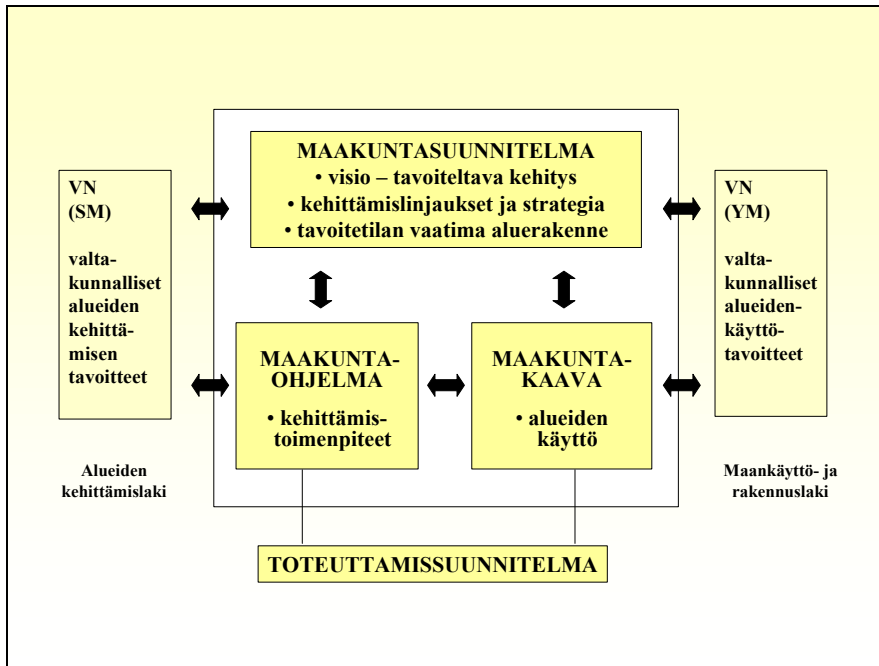 MAAKUNTASUUNNITELMA
• visio – tavoiteltava kehitys
• kehittämislinjaukset ja strategia
• tavoitetilan vaatima aluerakenne
VN
(SM)
valta-
kunnalliset
alueiden
kehittä-
misen
tavoitteet
VN
(YM)
valta-
kunnalliset
alueiden-
käyttö-
tavoitteet
MAAKUNTA-
OHJELMA
• kehittämis-
toimenpiteet
MAAKUNTA-
KAAVA
• alueiden
käyttö
Alueiden
kehittämislaki
Maankäyttö- ja
rakennuslaki
TOTEUTTAMISSUUNNITELMA